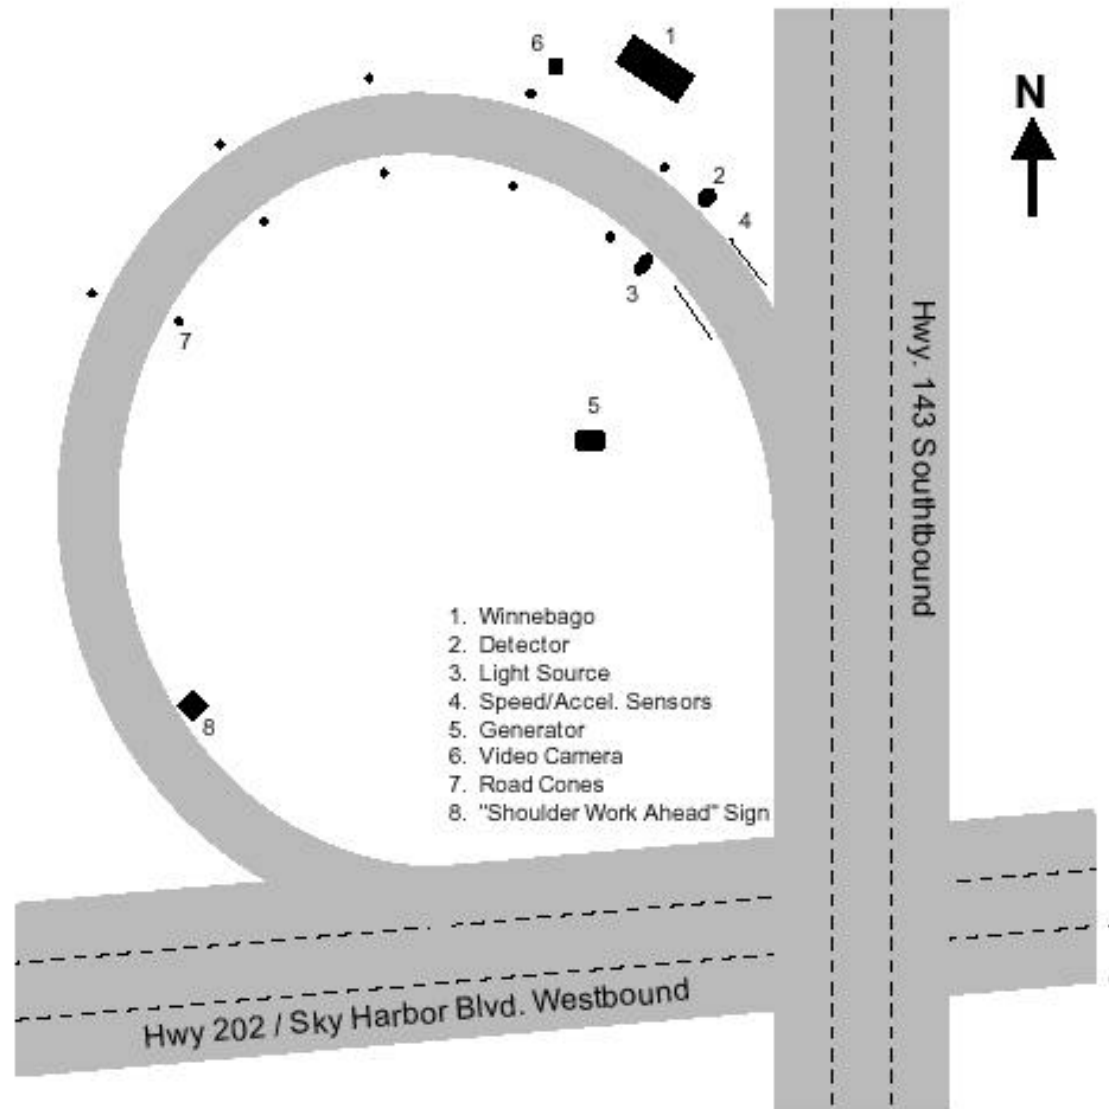 6
1
N
2
4
3
7
5
Hwy. 143 Southtbound
1. Winnebago
2. Detector
3. Light Source
4. Speed/Accel. Sensors
5. Generator
6. Video Camera
7. Road Cones
8. "Shoulder Work Ahead" Sign
8
Hwy 202 / Sky Harbor Blvd. Westbound